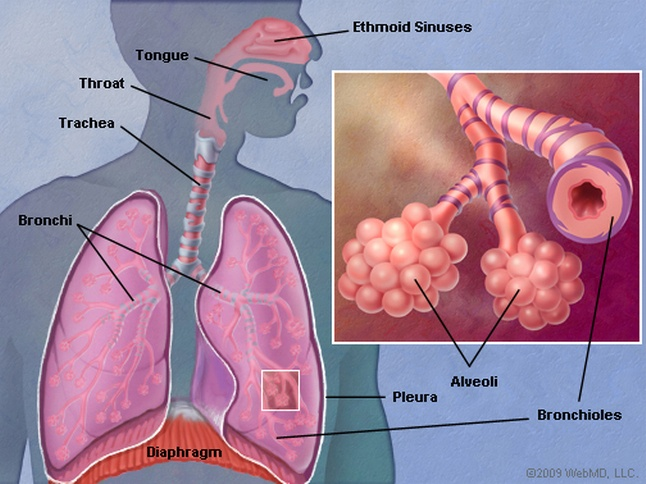 Ethmoid Sinuses
Tongue
Throat
Trachea
Bronchi
Alveoli
Pleura
Bronchioles
Diaphragm
©2009 WebMD, LLC.